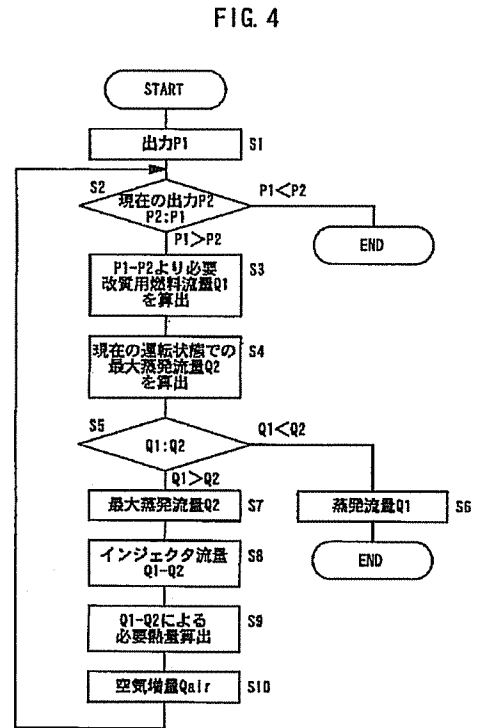 FIG. 4
START
出力P1 S1
S2
現在の出力P2
P2:P1
P1<P2
END
P1>P2
P1-P2より必要
改質用燃料流量Q1
を算出
S3
現在の運転状態での
最大蒸発流量Q2
を算出
S4
S5
Q1:Q2
Q1<Q2
Q1>Q2
最大蒸発流量Q2 S7
蒸発流量Q1 S6
END
インジェクタ流量
Q1-Q2
S8
Q1-Q2による
必要熱量算出
S9
空気増量Qair S10